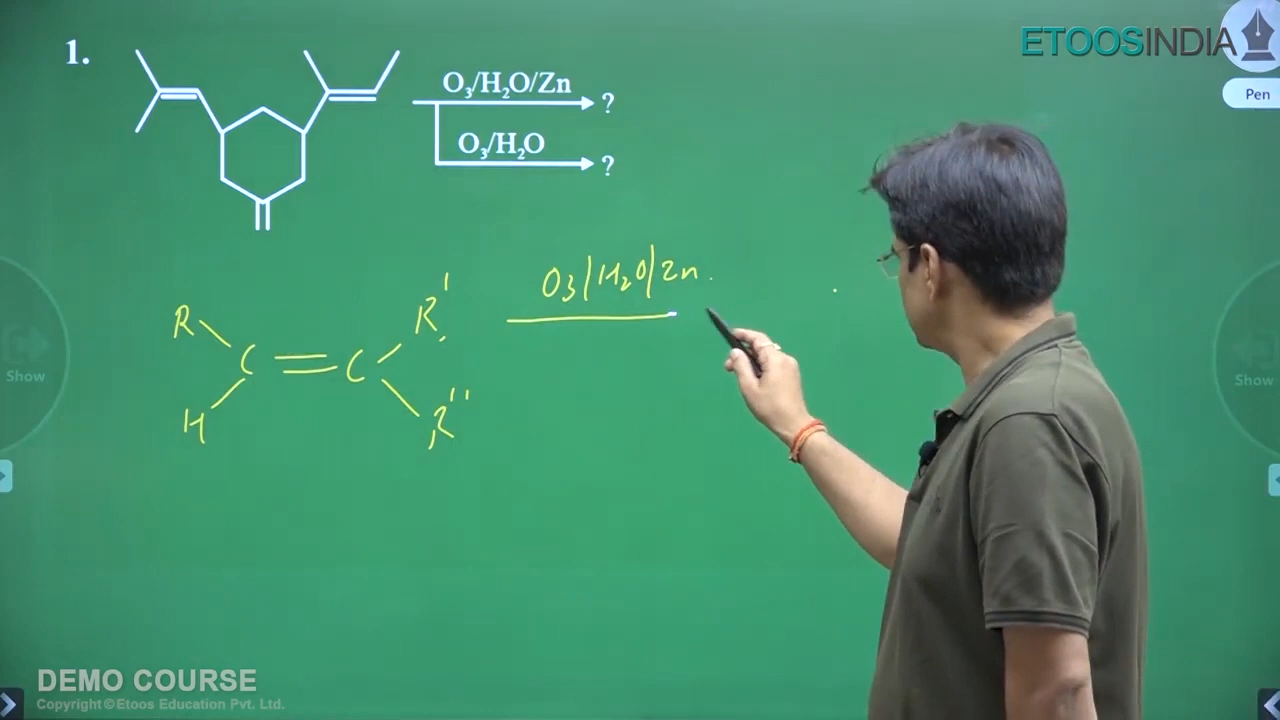 ETOOSINDIA
Pen
1.
O₃/H₂O/Zn
?
O₃/H₂O
?
O₃/H₂O/Zn.
R
R'
C = C
H
R''
Show
Show
DEMO COURSE
Copyright © Etoos Education Pvt. Ltd.